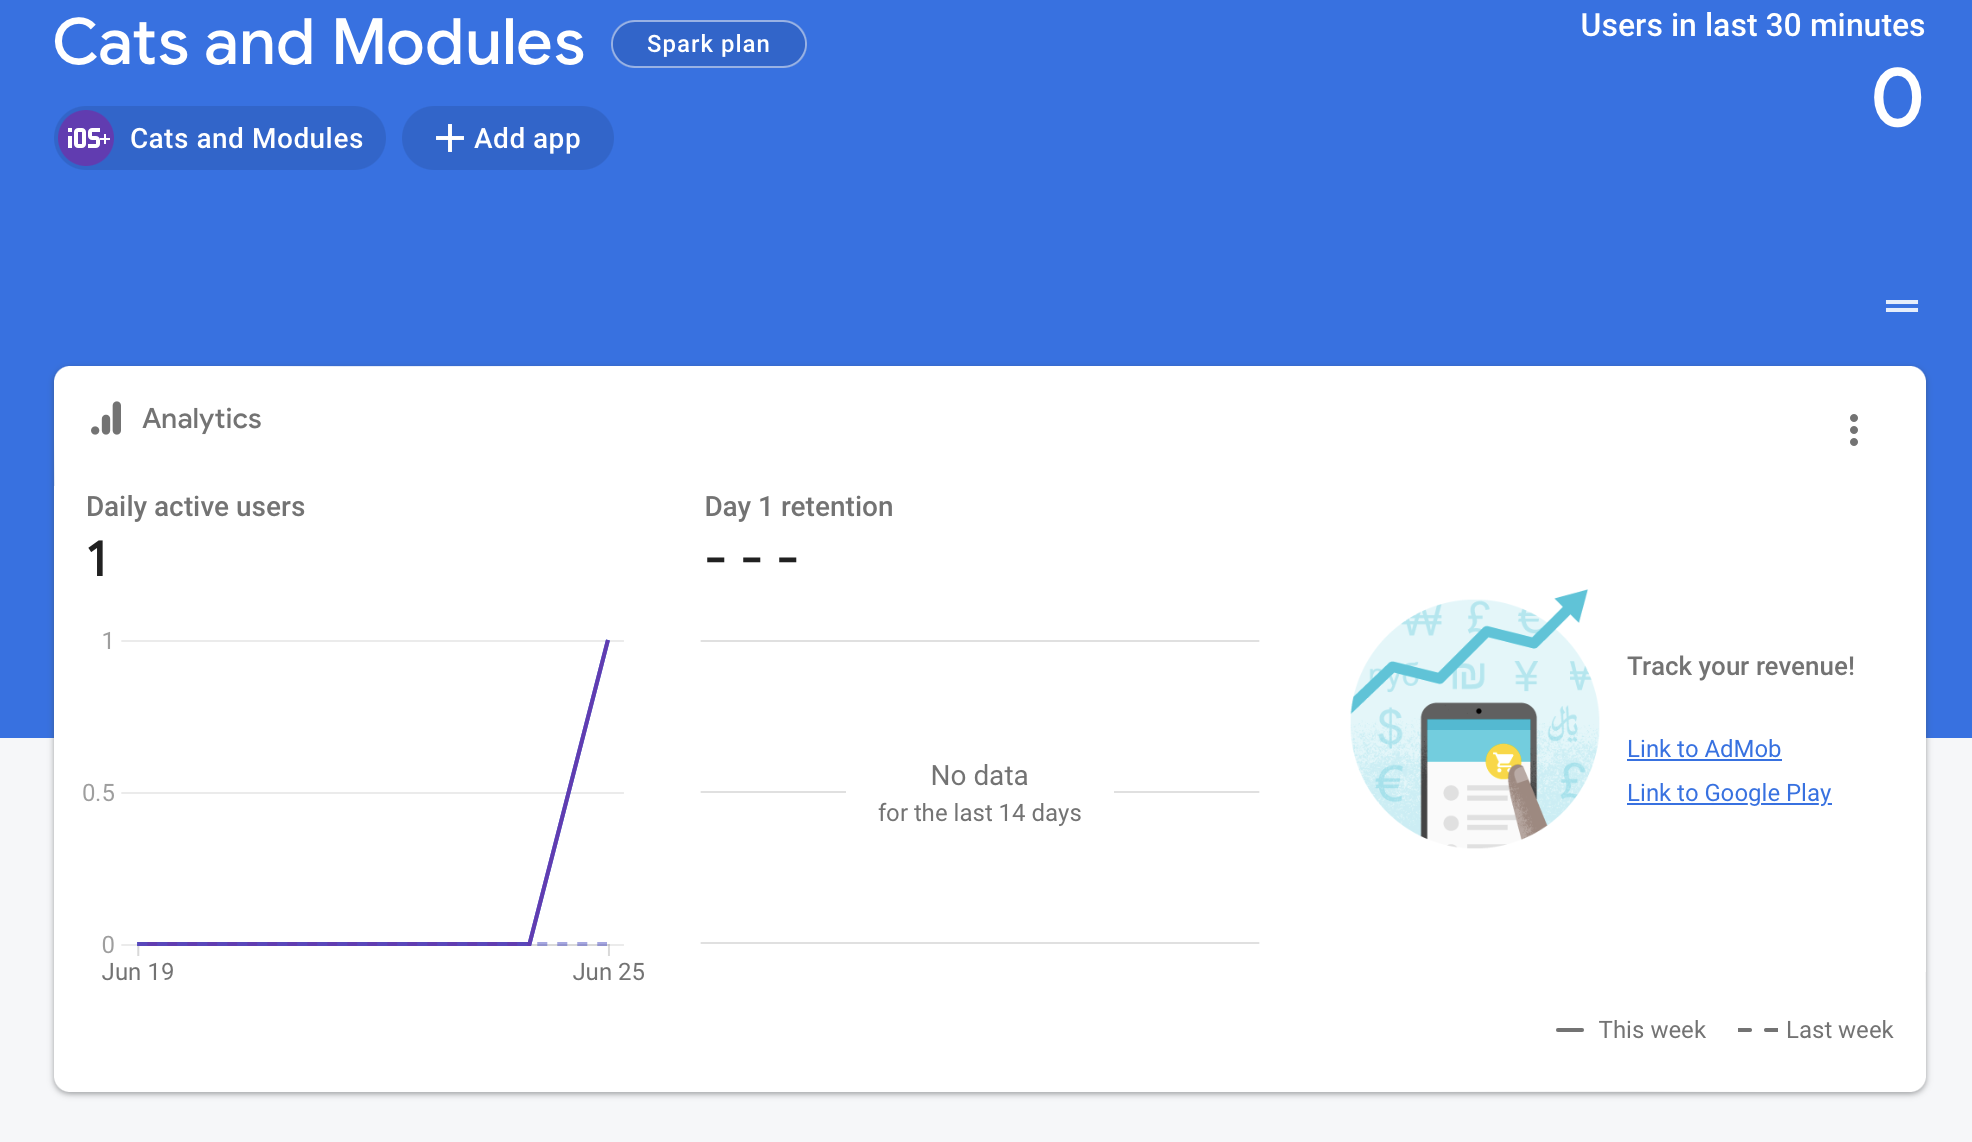 Cats and Modules
Spark plan
Users in last 30 minutes
0
iOS+
Cats and Modules
Add app
Analytics
Daily active users
1
Day 1 retention
- - -
1
0.5
0
Jun 19
Jun 25
No data
for the last 14 days
₩ £ €
₪ ¥ ₩
$
€ £
Track your revenue!
Link to AdMob
Link to Google Play
This week
Last week